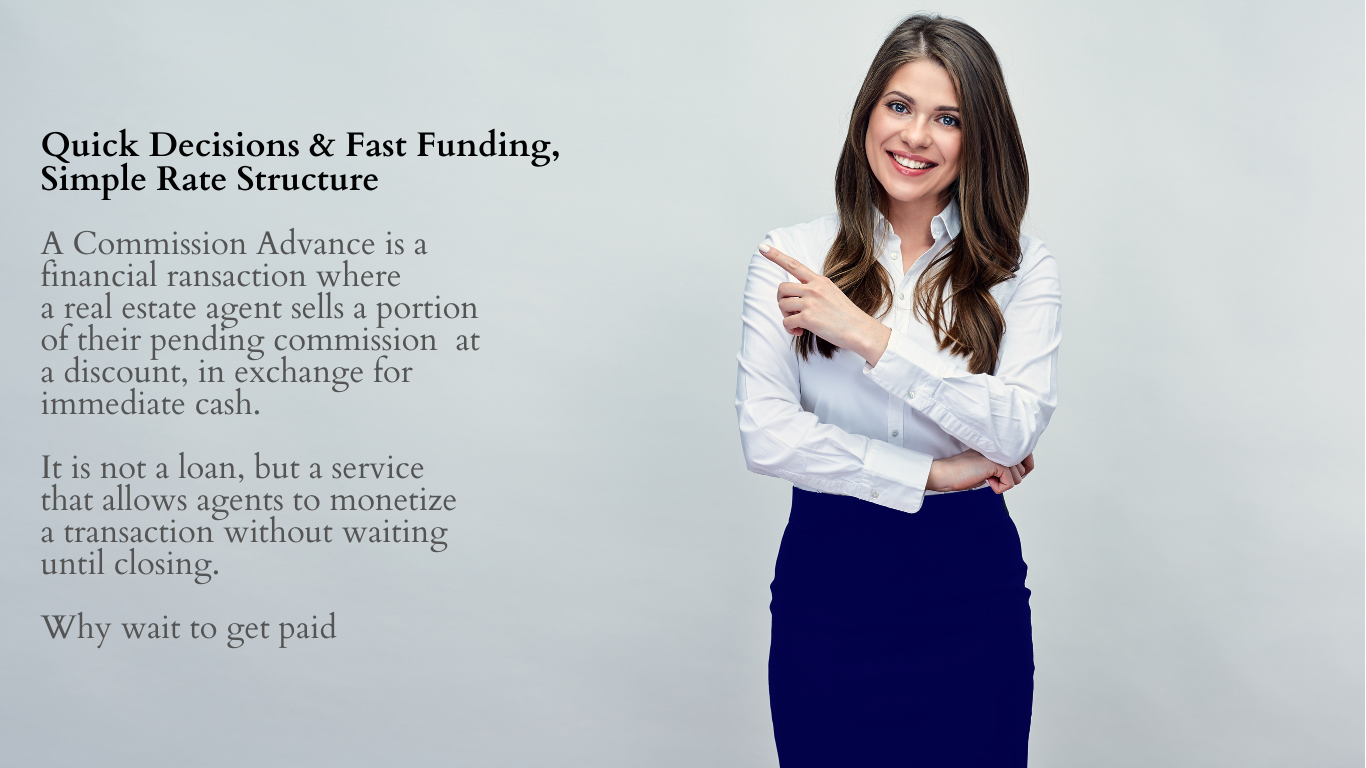 Quick Decisions & Fast Funding,
Simple Rate Structure
A Commission Advance is a
financial ransaction where
a real estate agent sells a portion
of their pending commission  at
a discount, in exchange for
immediate cash.
It is not a loan, but a service
that allows agents to monetize
a transaction without waiting
until closing.
Why wait to get paid